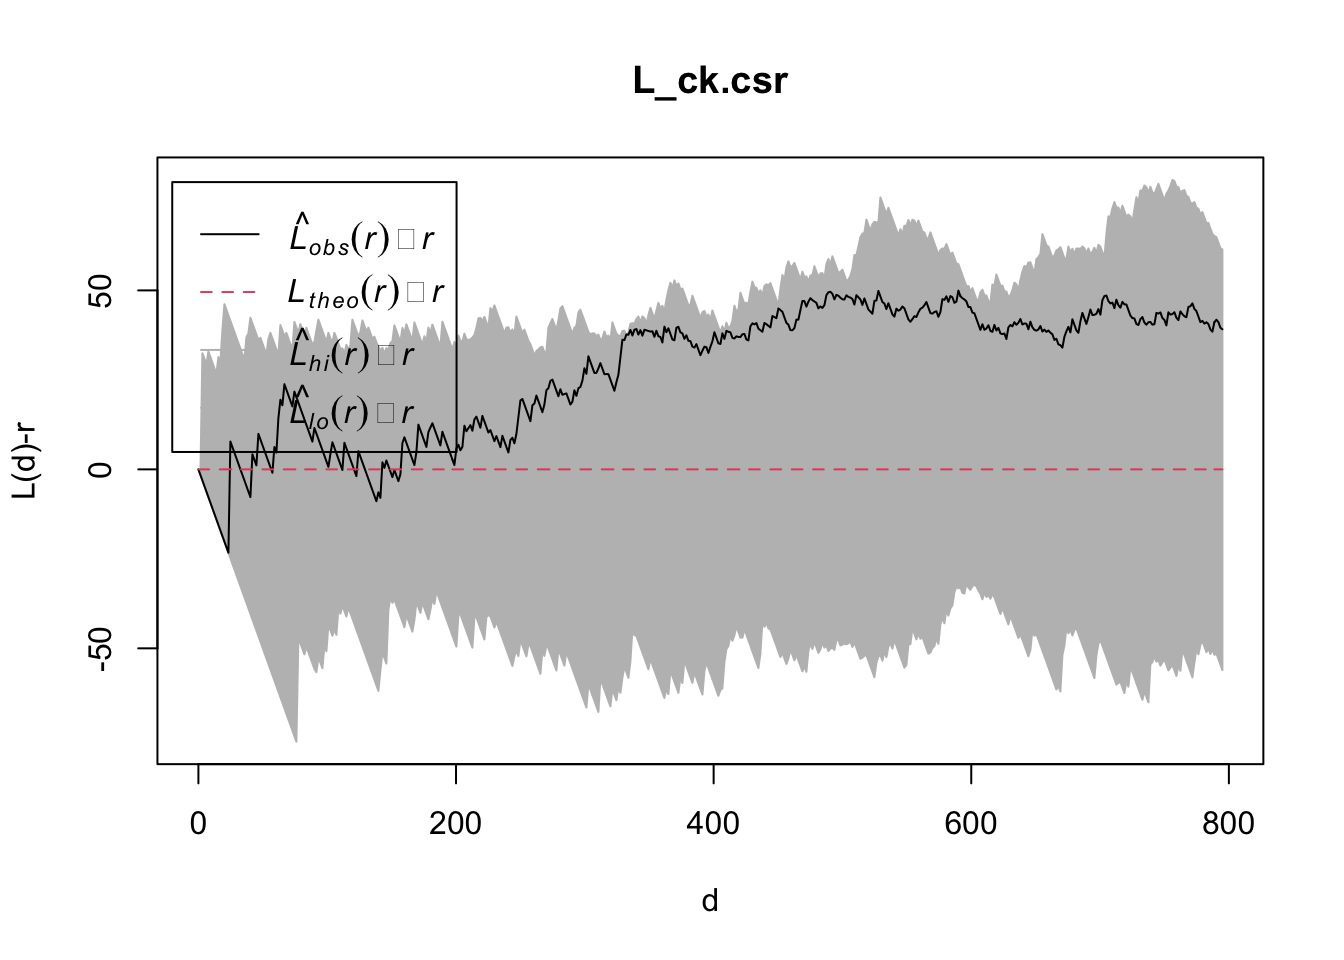 L_ck.csr
L̂obs(r) □ r
Ltheo(r) □ r
L̂hi(r) □ r
L̂lo(r) □ r
L(d)-r
50
0
-50
0 200 400 600 800
d